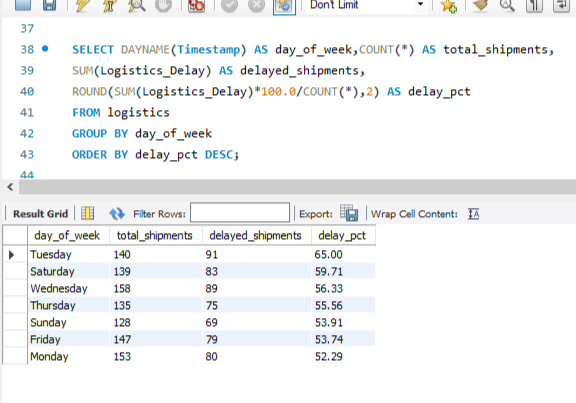 Don't Limit
37
38 SELECT DAYNAME(Timestamp) AS day_of_week,COUNT(*) AS total_shipments,
39 SUM(Logistics_Delay) AS delayed_shipments,
40 ROUND(SUM(Logistics_Delay)*100.0/COUNT(*),2) AS delay_pct
41 FROM logistics
42 GROUP BY day_of_week
43 ORDER BY delay_pct DESC;
44
Result Grid Filter Rows: Export: Wrap Cell Content:
day_of_week total_shipments delayed_shipments delay_pct
Tuesday 140 91 65.00
Saturday 139 83 59.71
Wednesday 158 89 56.33
Thursday 135 75 55.56
Sunday 128 69 53.91
Friday 147 79 53.74
Monday 153 80 52.29